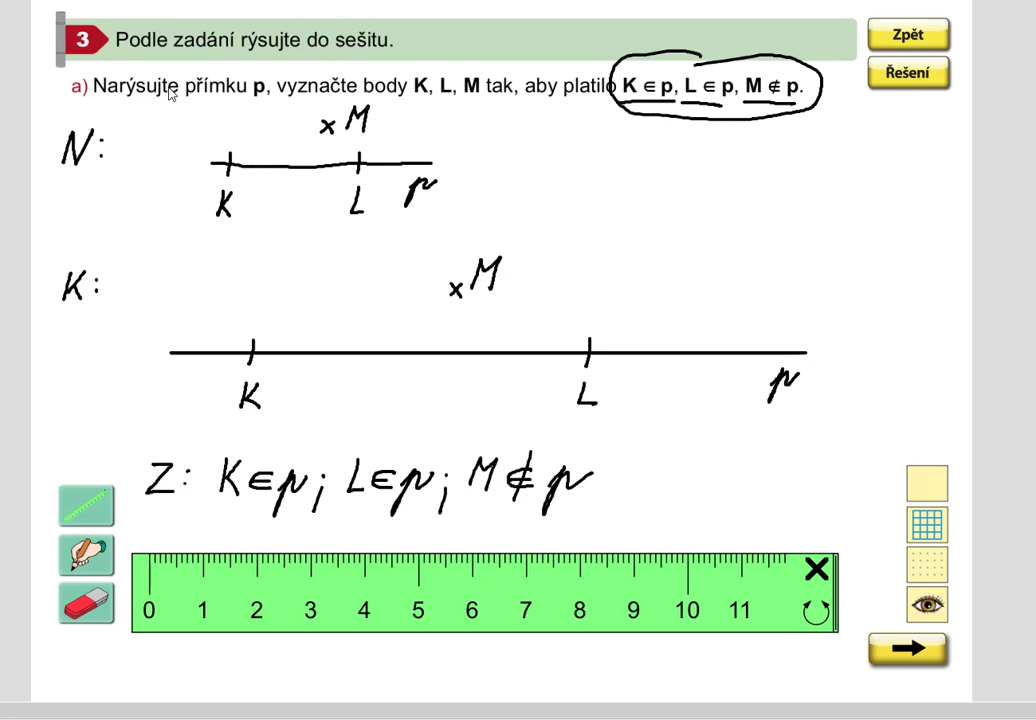 3 Podle zadání rýsujte do sešitu.
Zpět
Řešení
a) Narýsujte přímku p, vyznačte body K, L, M tak, aby platilo K ∈ p, L ∈ p, M ∉ p.
N:
x M
K L p
K:
x M
K L p
Z: K∈p; L∈p; M∉p
0 1 2 3 4 5 6 7 8 9 10 11